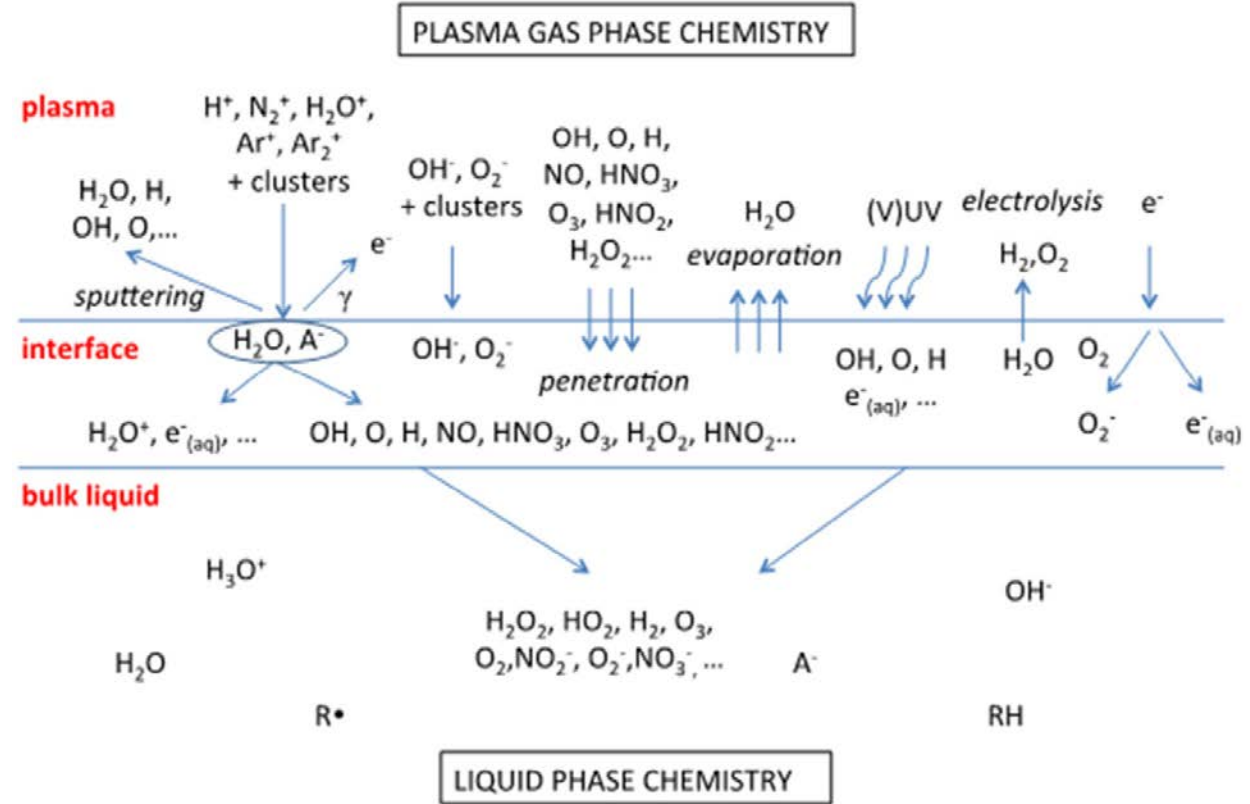 PLASMA GAS PHASE CHEMISTRY
plasma
H⁺, N₂⁺, H₂O⁺,
Ar⁺, Ar₂⁺
+ clusters
H₂O, H,
OH, O,...
sputtering
e⁻
γ
OH⁻, O₂⁻
+ clusters
OH, O, H,
NO, HNO₃,
O₃, HNO₂,
H₂O₂...
H₂O
evaporation
(V)UV
electrolysis
H₂,O₂
e⁻
interface
H₂O, A⁻
OH⁻, O₂⁻
penetration
OH, O, H
e⁻(aq), ...
H₂O
O₂
O₂⁻
e⁻(aq)
H₂O⁺, e⁻(aq), ...
OH, O, H, NO, HNO₃, O₃, H₂O₂, HNO₂...
bulk liquid
H₃O⁺
OH⁻
H₂O₂, HO₂, H₂, O₃,
O₂,NO₂⁻, O₂⁻,NO₃⁻, ...
H₂O
A⁻
R•
RH
LIQUID PHASE CHEMISTRY